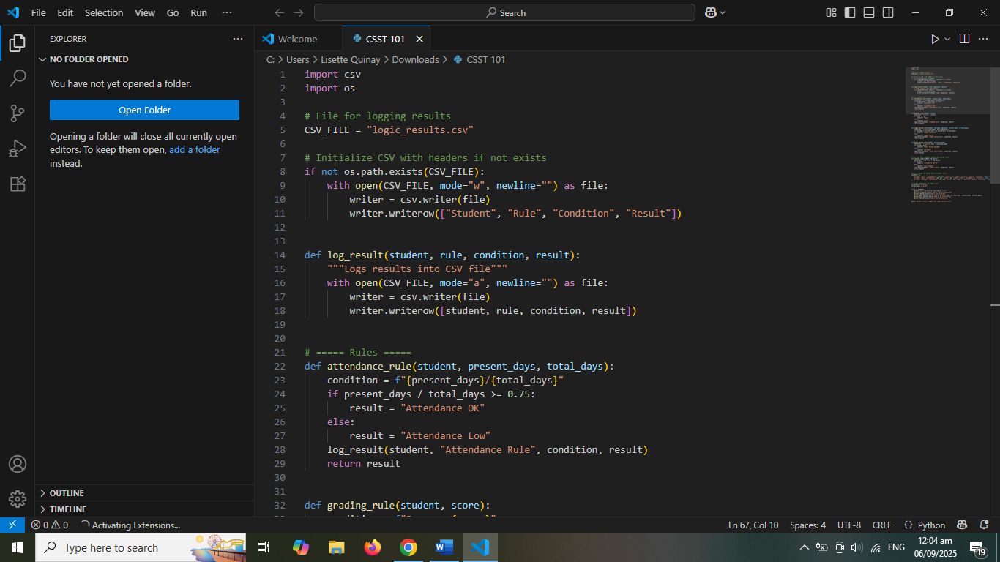 File Edit Selection View Go Run ··· Search
EXPLORER ···
NO FOLDER OPENED
You have not yet opened a folder.
Open Folder
Opening a folder will close all currently open
editors. To keep them open, add a folder
instead.
OUTLINE
TIMELINE
Welcome CSST 101
C: > Users > Lisette Quinay > Downloads > CSST 101
1 import csv
2 import os
3
4 # File for logging results
5 CSV_FILE = "logic_results.csv"
6
7 # Initialize CSV with headers if not exists
8 if not os.path.exists(CSV_FILE):
9     with open(CSV_FILE, mode="w", newline="") as file:
10         writer = csv.writer(file)
11         writer.writerow(["Student", "Rule", "Condition", "Result"])
12
13
14 def log_result(student, rule, condition, result):
15     """Logs results into CSV file"""
16     with open(CSV_FILE, mode="a", newline="") as file:
17         writer = csv.writer(file)
18         writer.writerow([student, rule, condition, result])
19
20
21 # ===== Rules =====
22 def attendance_rule(student, present_days, total_days):
23     condition = f"{present_days}/{total_days}"
24     if present_days / total_days >= 0.75:
25         result = "Attendance OK"
26     else:
27         result = "Attendance Low"
28     log_result(student, "Attendance Rule", condition, result)
29     return result
30
31
32 def grading_rule(student, score):
0 0 Activating Extensions... Ln 67, Col 10 Spaces: 4 UTF-8 CRLF {} Python
Type here to search
ENG
12:04 am
06/09/2025
19